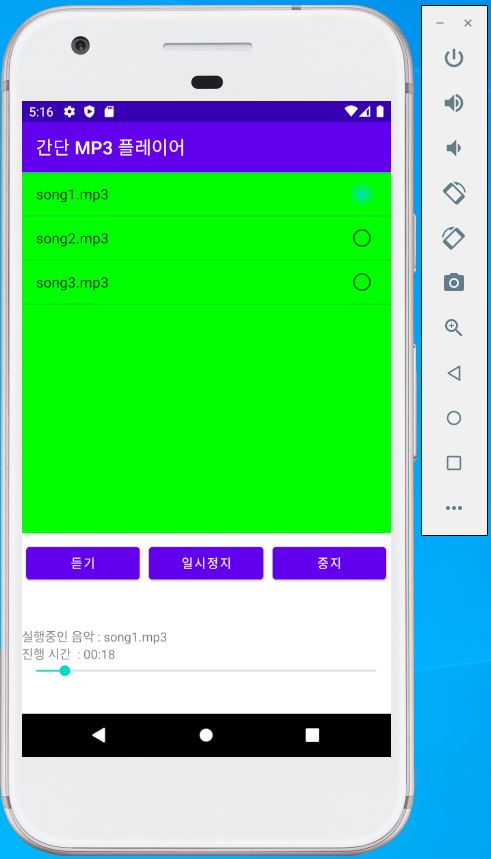 5:16
간단 MP3 플레이어
song1.mp3
song2.mp3
song3.mp3
듣기 일시정지 중지
실행중인 음악 : song1.mp3
진행 시간 : 00:18